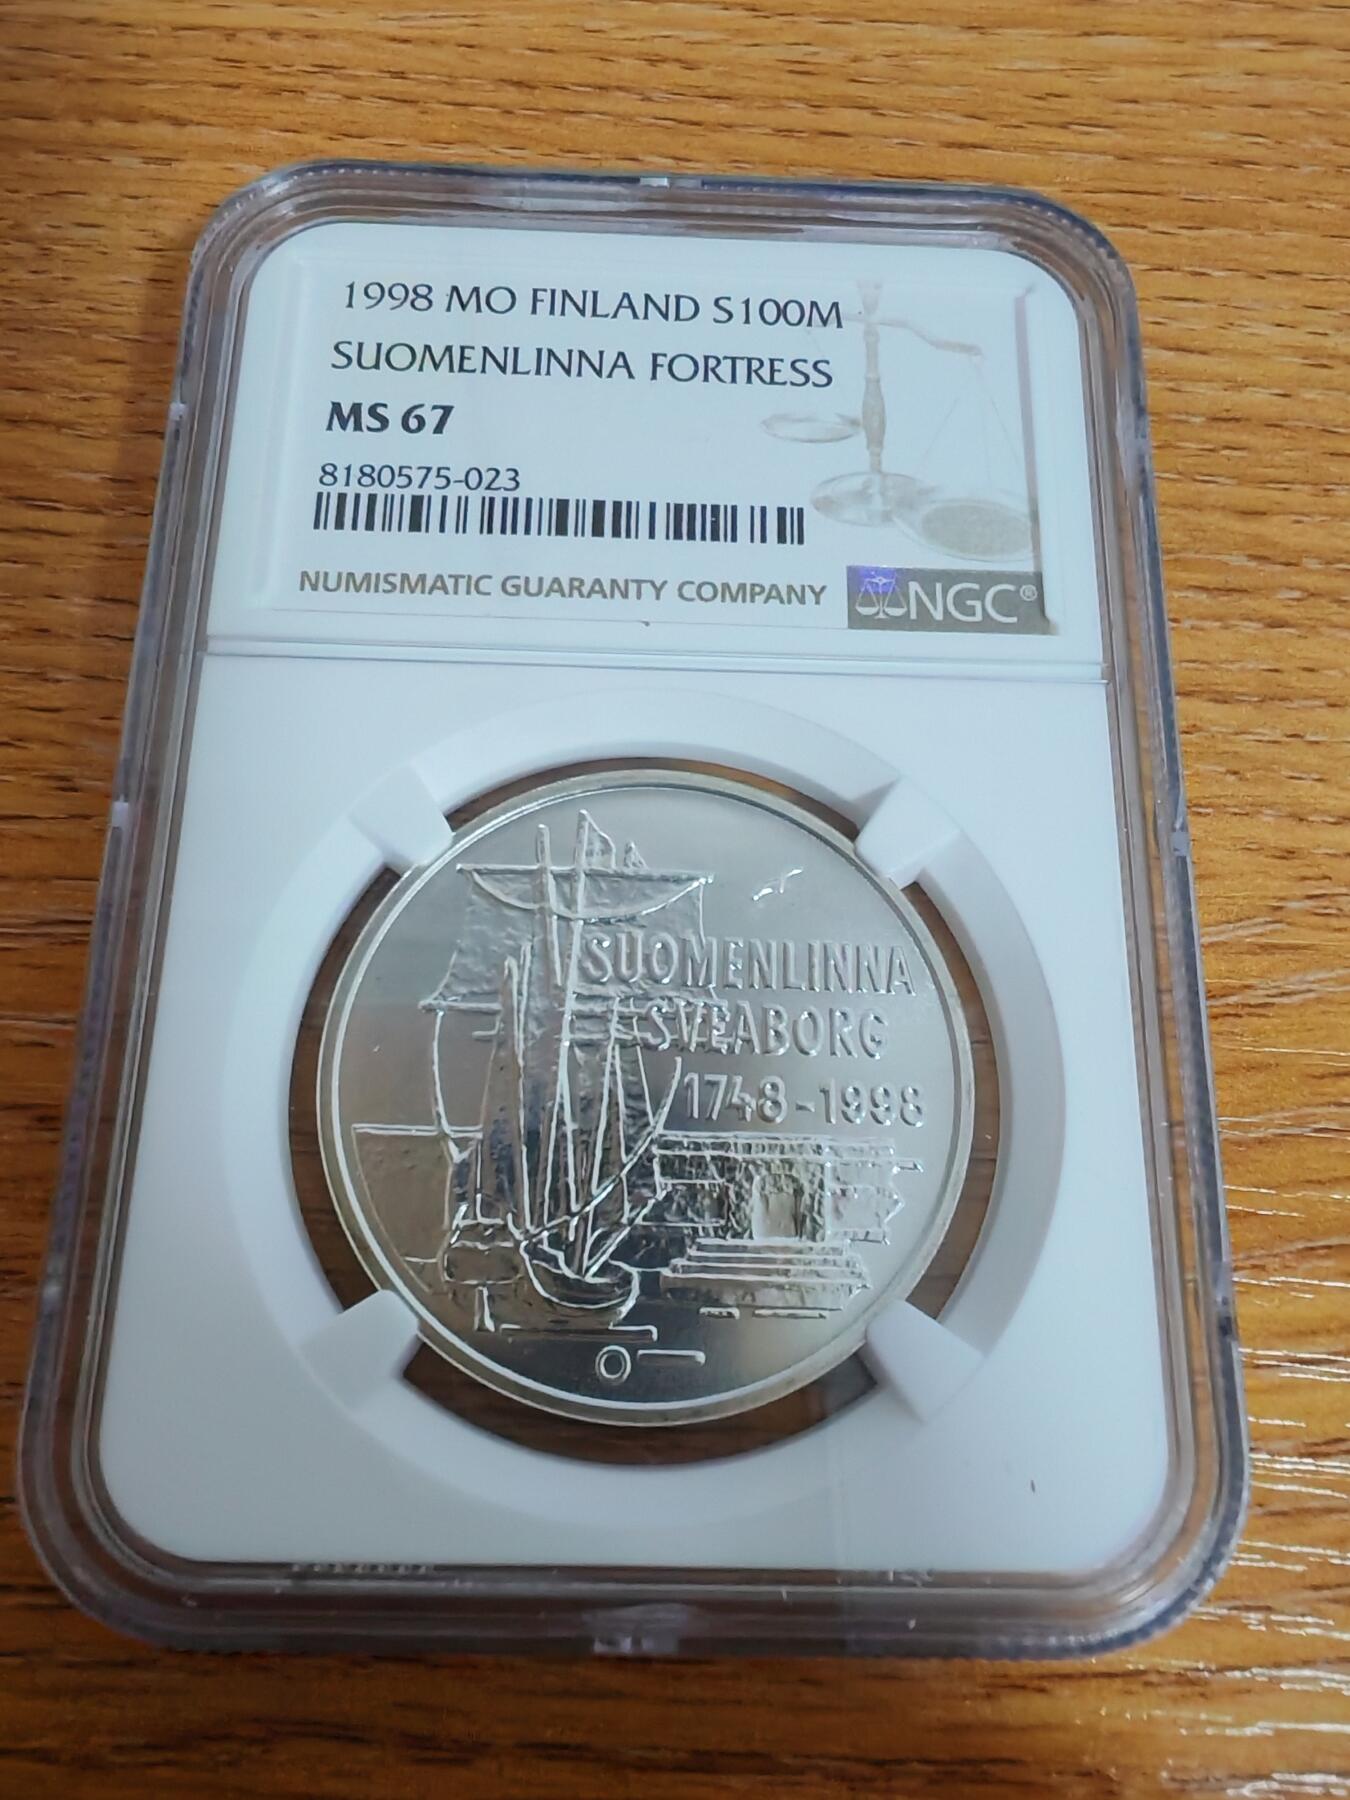 1998 MO FINLAND S100M
SUOMENLINNA FORTRESS
MS 67
8180575-023
NUMISMATIC GUARANTY COMPANY
NGC®
SUOMENLINNA
SVEABORG
1748-1998
O